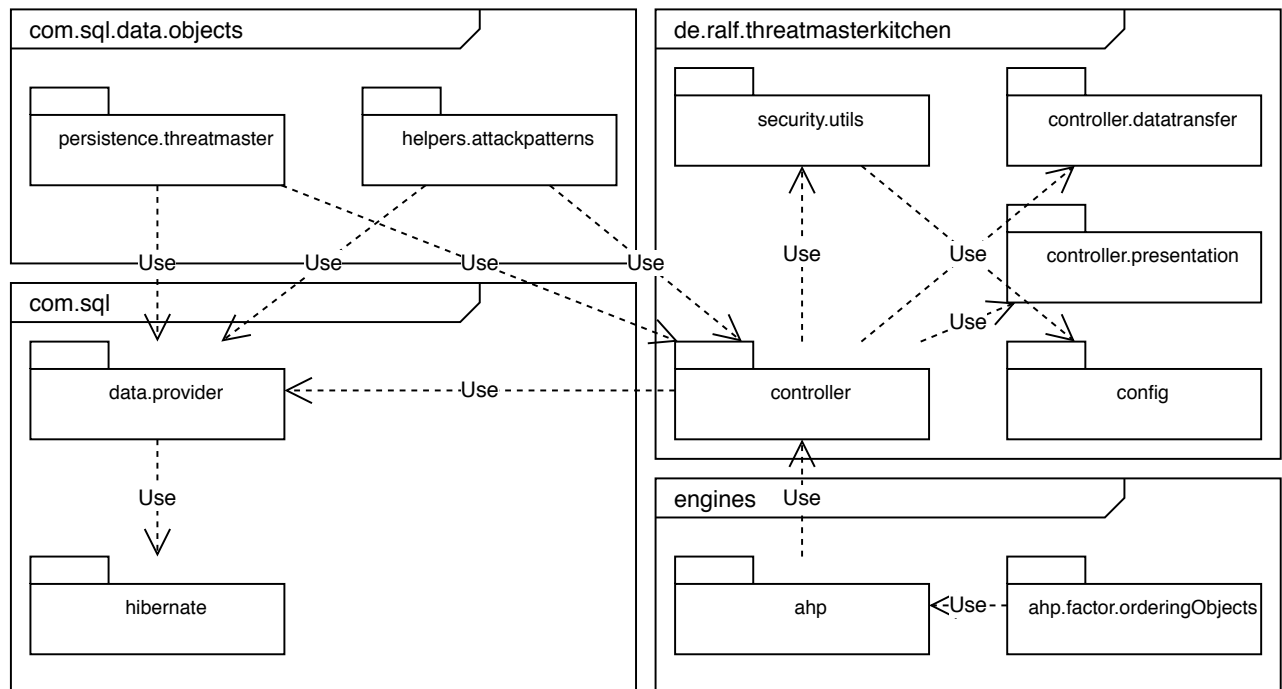 com.sql.data.objects
de.ralf.threatmasterkitchen
persistence.threatmaster
helpers.attackpatterns
security.utils
controller.datatransfer
controller.presentation
Use
Use
Use
Use
Use
Use
Use
com.sql
data.provider
Use
controller
config
Use
Use
engines
hibernate
ahp
Use
ahp.factor.orderingObjects
Use